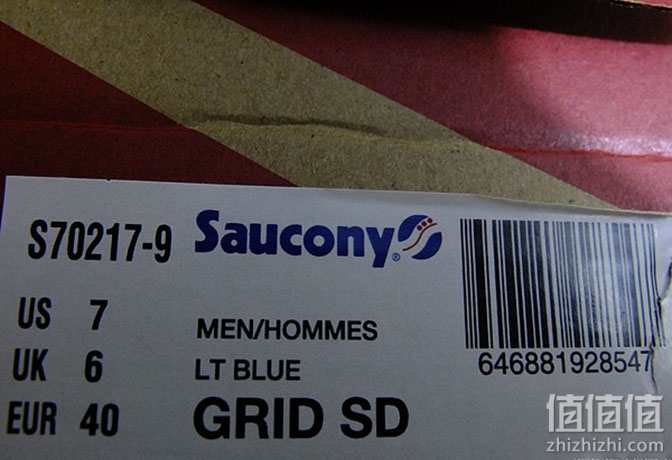 S70217-9 Saucony®
US 7 MEN/HOMMES
UK 6 LT BLUE
EUR 40 GRID SD
646881928547
值值值
zhizhizhi.com